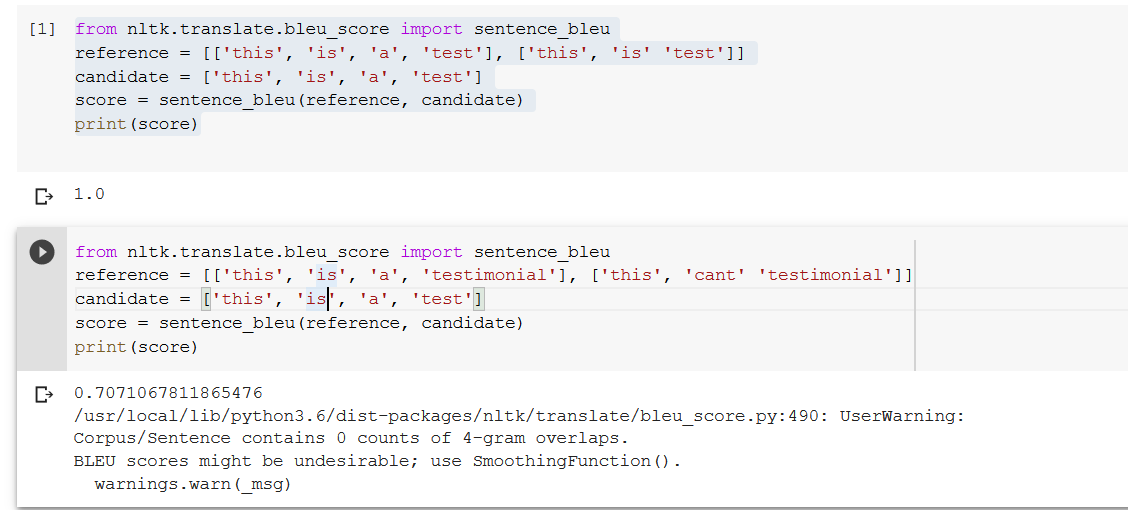 [1] from nltk.translate.bleu_score import sentence_bleu
reference = [['this', 'is', 'a', 'test'], ['this', 'is' 'test']]
candidate = ['this', 'is', 'a', 'test']
score = sentence_bleu(reference, candidate)
print(score)
1.0
from nltk.translate.bleu_score import sentence_bleu
reference = [['this', 'is', 'a', 'testimonial'], ['this', 'cant' 'testimonial']]
candidate = ['this', 'is', 'a', 'test']
score = sentence_bleu(reference, candidate)
print(score)
0.7071067811865476
/usr/local/lib/python3.6/dist-packages/nltk/translate/bleu_score.py:490: UserWarning:
Corpus/Sentence contains 0 counts of 4-gram overlaps.
BLEU scores might be undesirable; use SmoothingFunction().
warnings.warn(_msg)